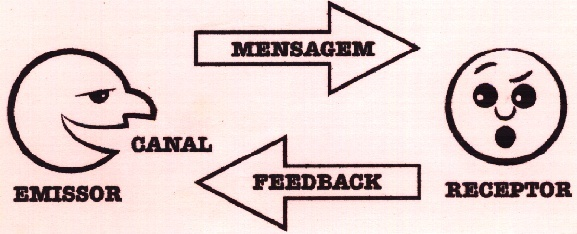 MENSAGEM
CANAL
FEEDBACK
EMISSOR
RECEPTOR